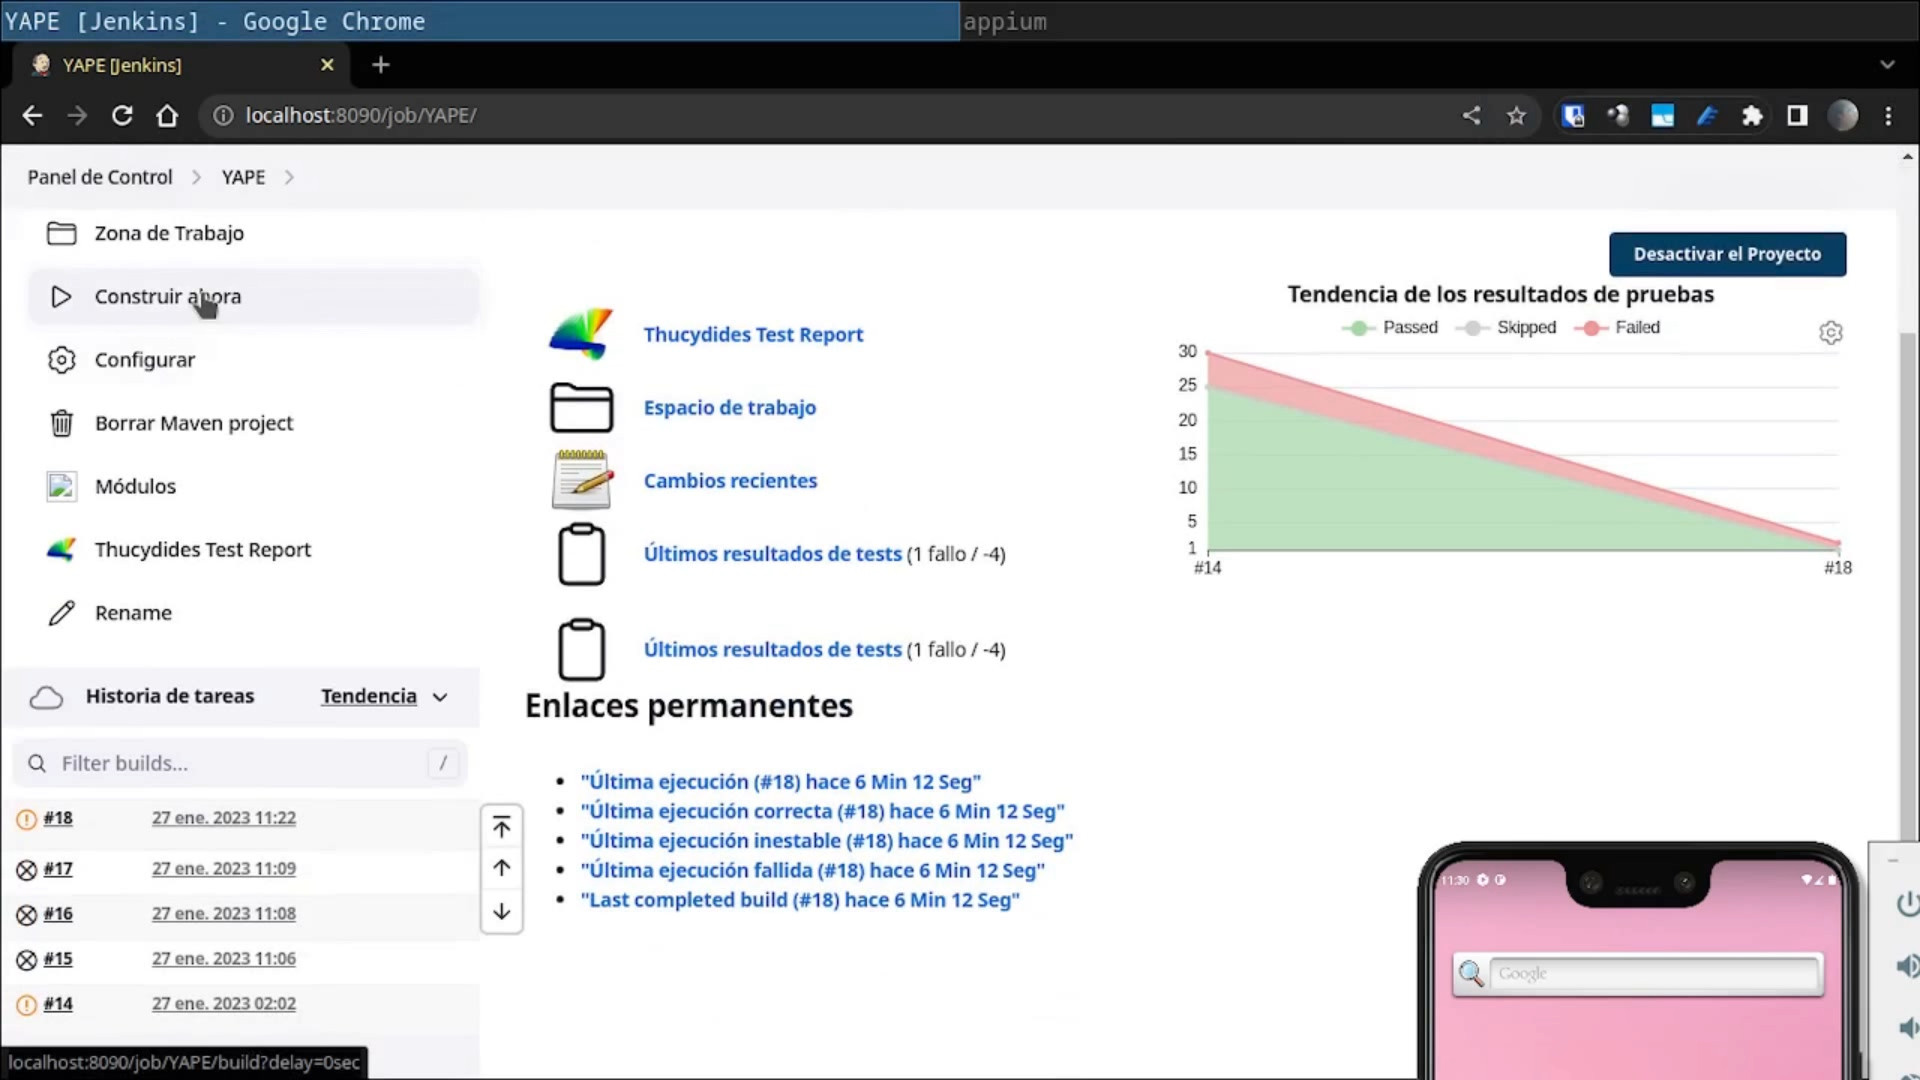 YAPE [Jenkins] - Google Chrome
appium
YAPE [Jenkins]
localhost:8090/job/YAPE/
Panel de Control
YAPE
Zona de Trabajo
Construir ahora
Configurar
Borrar Maven project
Módulos
Thucydides Test Report
Rename
Historia de tareas
Tendencia
Filter builds...
/
#18 27 ene. 2023 11:22
#17 27 ene. 2023 11:09
#16 27 ene. 2023 11:08
#15 27 ene. 2023 11:06
#14 27 ene. 2023 02:02
localhost:8090/job/YAPE/build?delay=0sec
Thucydides Test Report
Espacio de trabajo
Cambios recientes
Últimos resultados de tests (1 fallo / -4)
Últimos resultados de tests (1 fallo / -4)
Enlaces permanentes
"Última ejecución (#18) hace 6 Min 12 Seg"
"Última ejecución correcta (#18) hace 6 Min 12 Seg"
"Última ejecución inestable (#18) hace 6 Min 12 Seg"
"Última ejecución fallida (#18) hace 6 Min 12 Seg"
"Last completed build (#18) hace 6 Min 12 Seg"
Desactivar el Proyecto
Tendencia de los resultados de pruebas
Passed Skipped Failed
30
25
20
15
10
5
1
#14 #18
11:30
Google